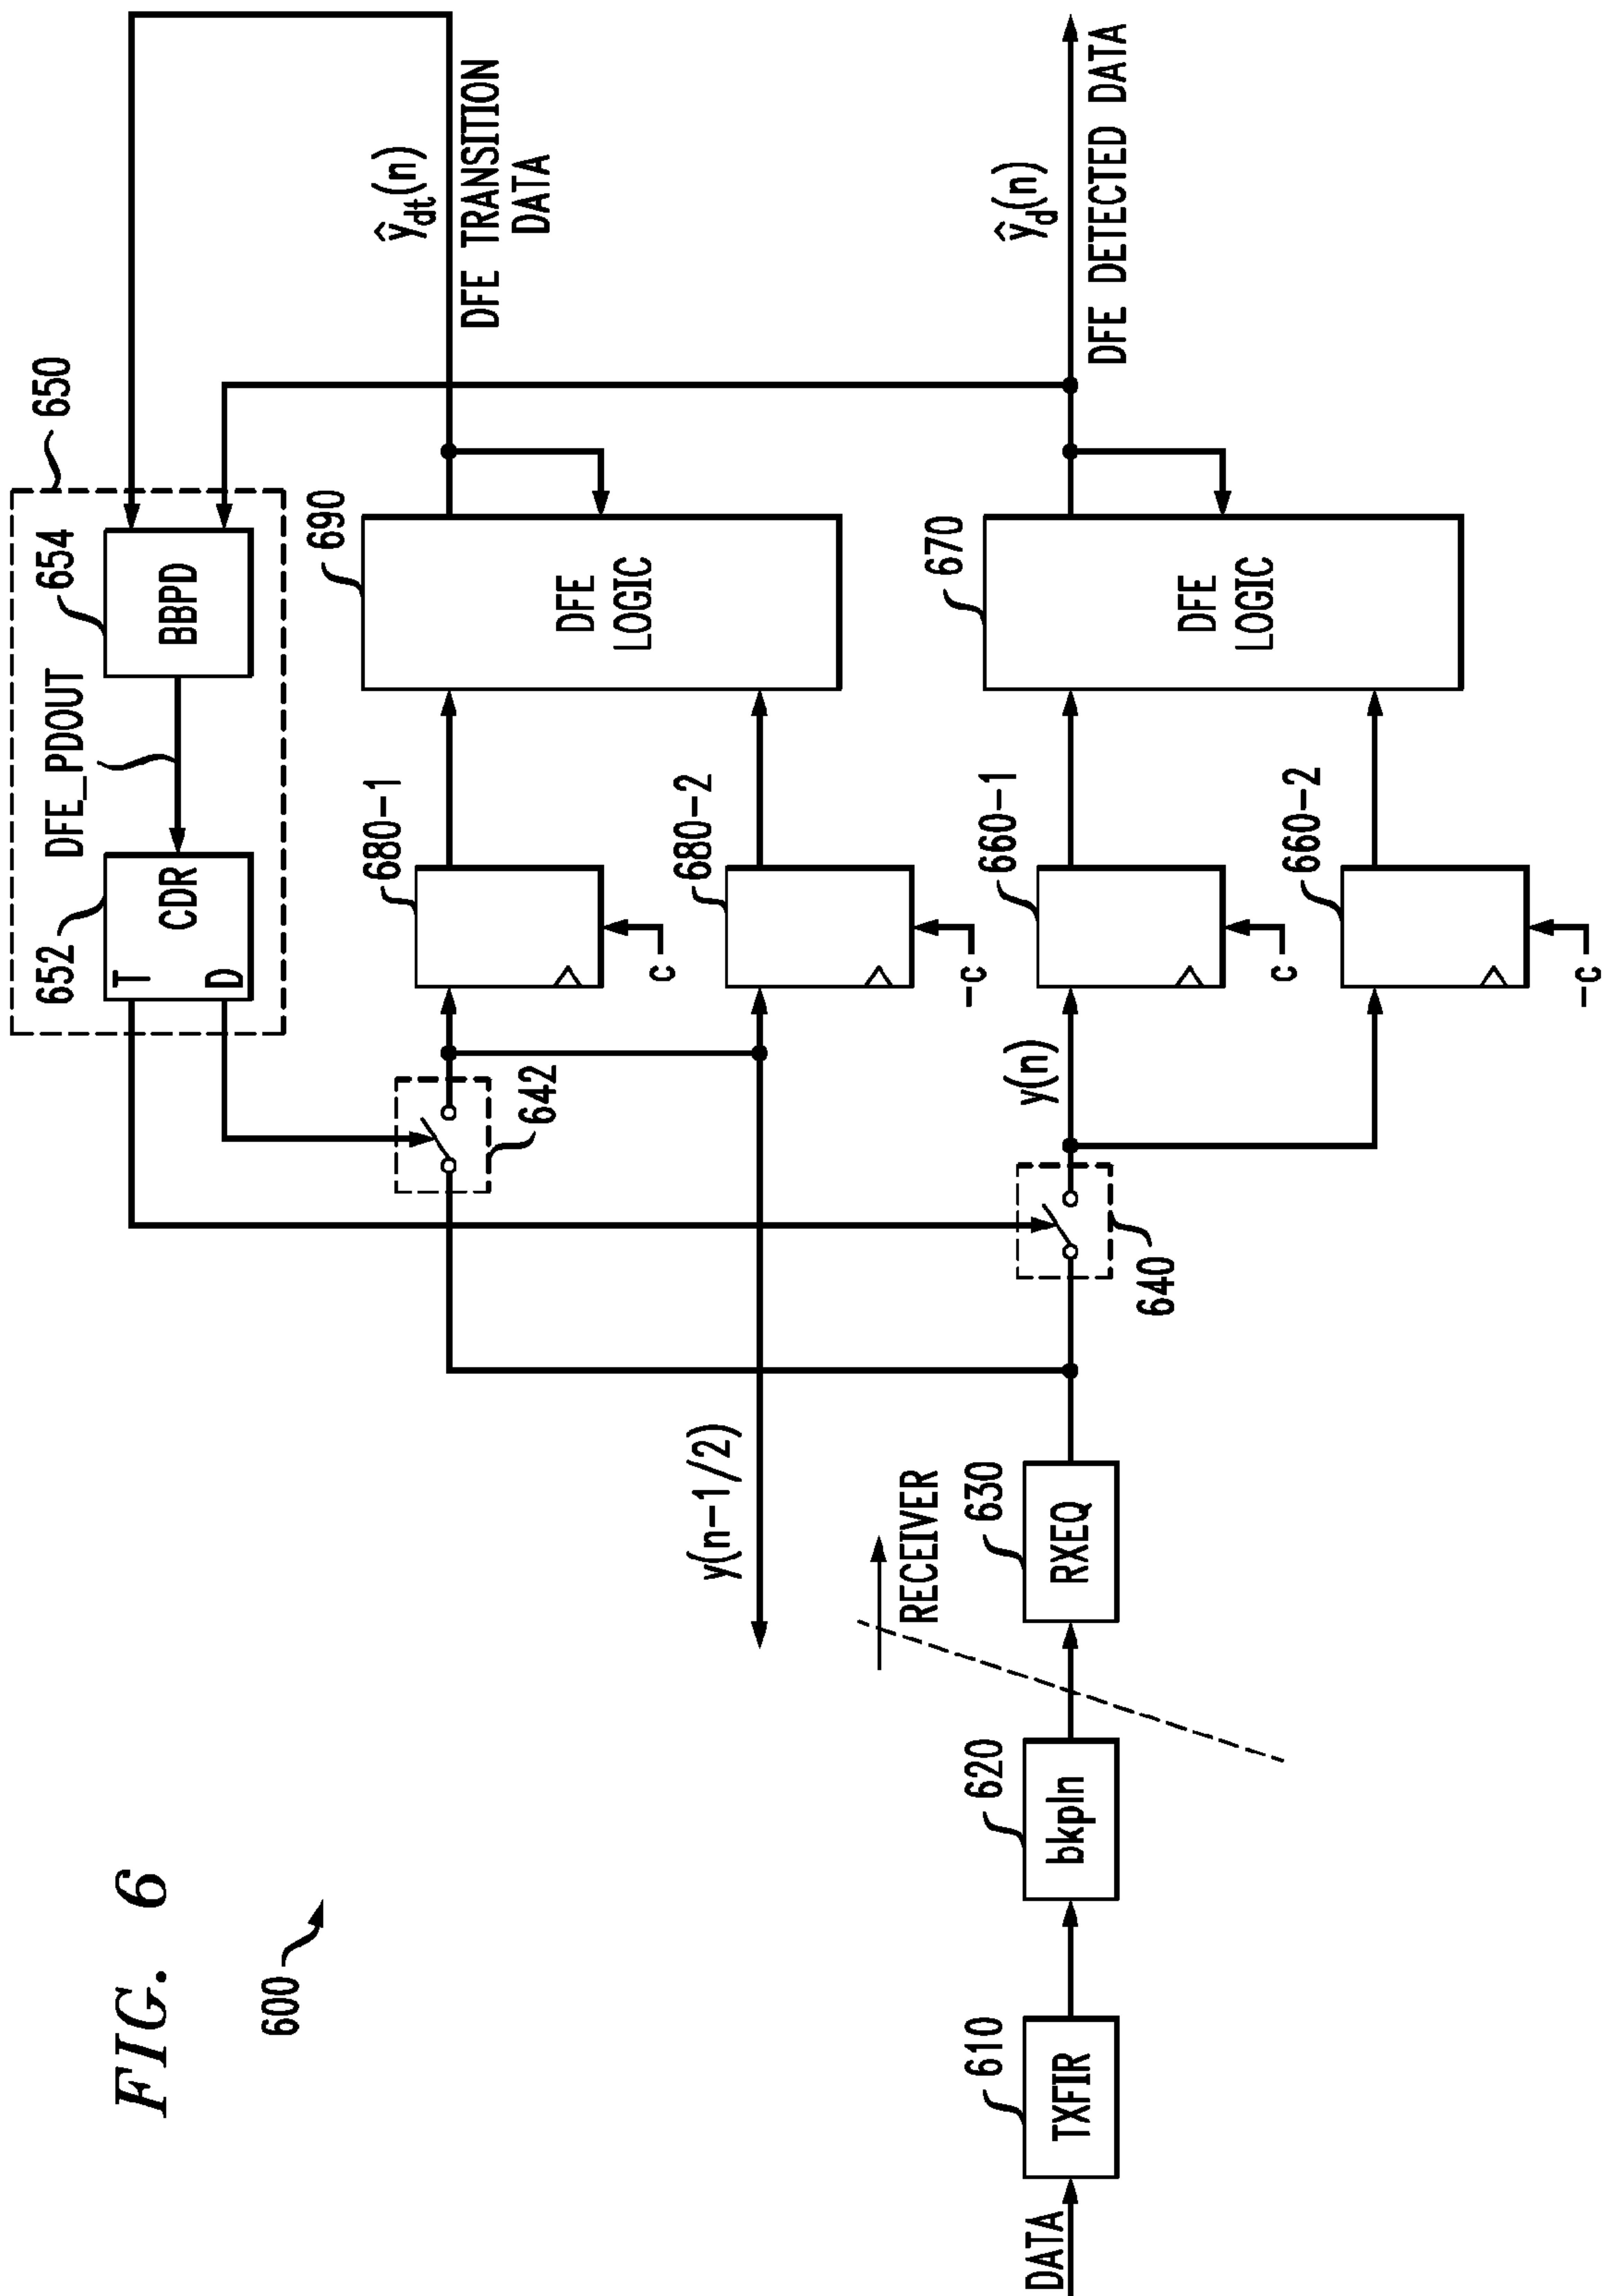 FIG. 6
600
650
652
T
D
CDR
DFE_PDOUT
654
BBPD
642
680-1
c
690
DFE
LOGIC
ŷdt(n)
DFE TRANSITION
DATA
y(n-1/2)
680-2
-c
RECEIVER
DATA
610
TXFIR
620
bkpln
630
RXEQ
640
y(n)
660-1
c
670
DFE
LOGIC
ŷd(n)
DFE DETECTED DATA
660-2
-c